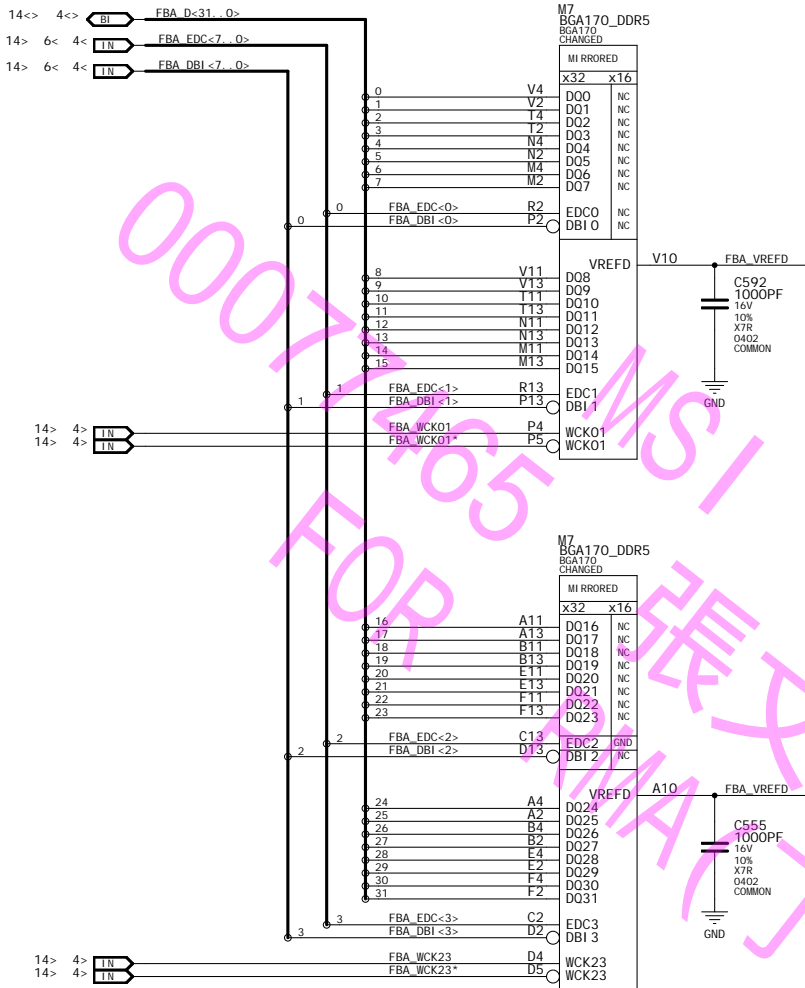 14<> 4<> BI FBA_D<31..0>
14> 6< 4< IN FBA_EDC<7..0>
14> 6< 4< IN FBA_DBI<7..0>
M7
BGA170_DDR5
BGA170
CHANGED
MIRRORED
x32 x16
0 V4 DQ0 NC
1 V2 DQ1 NC
2 T4 DQ2 NC
3 T2 DQ3 NC
4 N4 DQ4 NC
5 N2 DQ5 NC
6 M4 DQ6 NC
7 M2 DQ7 NC
0 FBA_EDC<0> R2 EDC0 NC
0 FBA_DBI<0> P2 DBI0 NC
VREFD V10 FBA_VREFD
8 V11 DQ8
9 V13 DQ9
10 T11 DQ10
11 T13 DQ11
12 N11 DQ12
13 N13 DQ13
14 M11 DQ14
15 M13 DQ15
C592
1000PF
16V
10%
X7R
0402
COMMON
GND
1 FBA_EDC<1> R13 EDC1
1 FBA_DBI<1> P13 DBI1
14> 4> IN FBA_WCK01 P4 WCK01
14> 4> IN FBA_WCK01* P5 WCK01
M7
BGA170_DDR5
BGA170
CHANGED
MIRRORED
x32 x16
16 A11 DQ16 NC
17 A13 DQ17 NC
18 B11 DQ18 NC
19 B13 DQ19 NC
20 E11 DQ20 NC
21 E13 DQ21 NC
22 F11 DQ22 NC
23 F13 DQ23 NC
2 FBA_EDC<2> C13 EDC2 GND
2 FBA_DBI<2> D13 DBI2 NC
VREFD A10 FBA_VREFD
24 A4 DQ24
25 A2 DQ25
26 B4 DQ26
27 B2 DQ27
28 E4 DQ28
29 E2 DQ29
30 F4 DQ30
31 F2 DQ31
C555
1000PF
16V
10%
X7R
0402
COMMON
GND
3 FBA_EDC<3> C2 EDC3
3 FBA_DBI<3> D2 DBI3
14> 4> IN FBA_WCK23 D4 WCK23
14> 4> IN FBA_WCK23* D5 WCK23
00077465 MSI 張文
FOR RMA(